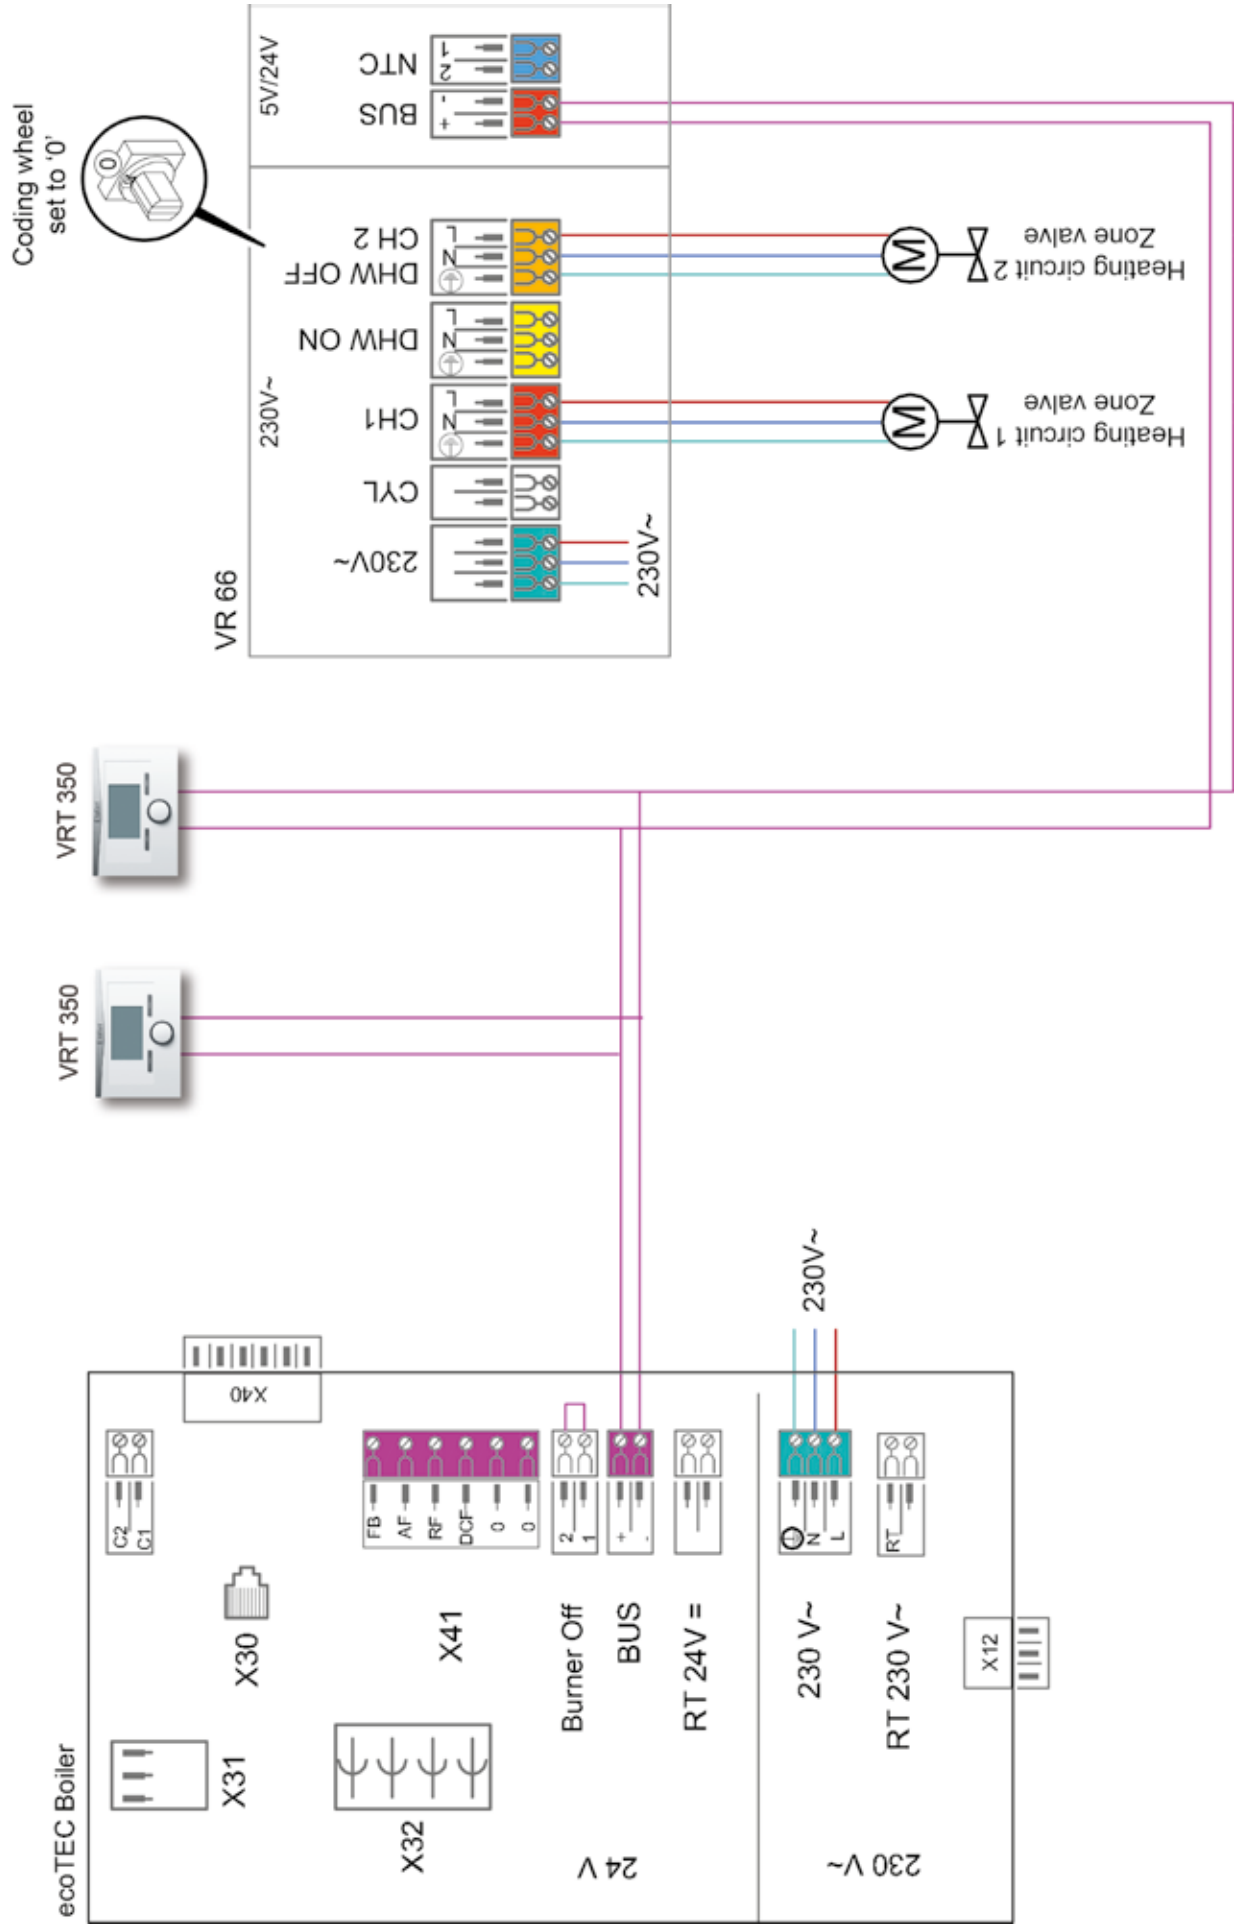 Coding wheel
set to ‘0’
0
VR 66
230V~
5V/24V
230V~
CYL
CH1
DHW ON
DHW OFF
CH 2
BUS
NTC
N
L
N
L
N
L
+
-
2
1
230V~
M
Heating circuit 1
Zone valve
M
Heating circuit 2
Zone valve
VRT 350
VRT 350
ecoTEC Boiler
X31
X30
X32
X41
X40
C2
C1
FB
AF
RF
DCF
0
0
2
1
Burner Off
+
-
BUS
RT 24V =
24 V
230 V~
N
L
230 V~
230V~
RT
RT 230 V~
X12